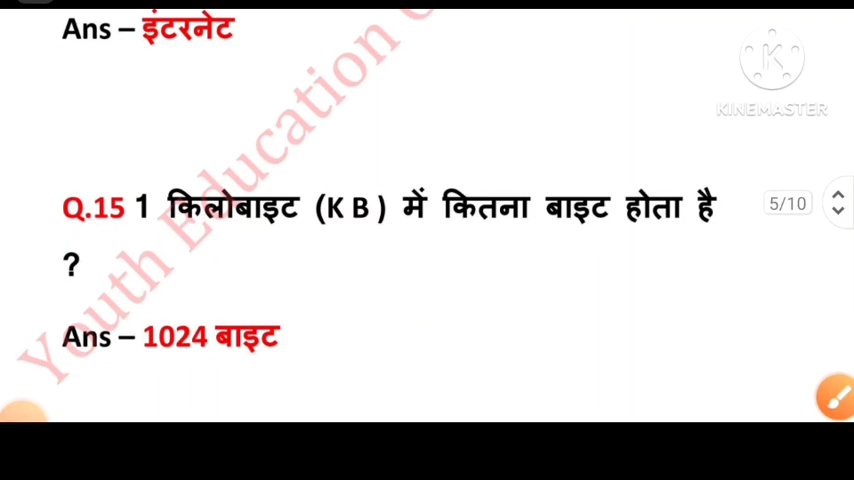 Ans – इंटरनेट
KINEMASTER
Q.15 1 किलोबाइट (K B) में कितना बाइट होता है
5/10
?
Ans – 1024 बाइट
Youth Education